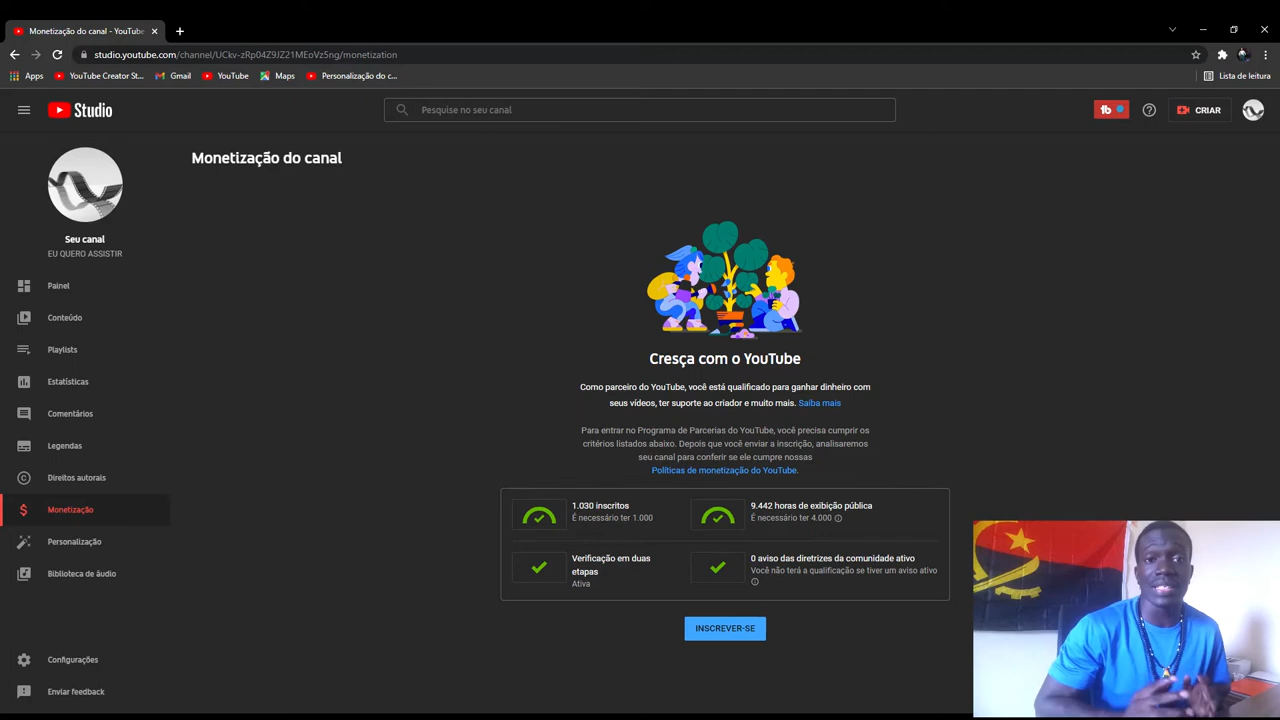 Monetização do canal - YouTube
studio.youtube.com/channel/UCkv-zRp04Z9JZ21MEoVz5ng/monetization
Apps
YouTube Creator St...
Gmail
YouTube
Maps
Personalização do c...
Lista de leitura
Studio
Pesquise no seu canal
CRIAR
Monetização do canal
Seu canal
EU QUERO ASSISTIR
Painel
Conteúdo
Playlists
Estatísticas
Comentários
Legendas
Direitos autorais
Monetização
Personalização
Biblioteca de áudio
Configurações
Enviar feedback
Cresça com o YouTube
Como parceiro do YouTube, você está qualificado para ganhar dinheiro com
seus vídeos, ter suporte ao criador e muito mais. Saiba mais
Para entrar no Programa de Parcerias do YouTube, você precisa cumprir os
critérios listados abaixo. Depois que você enviar a inscrição, analisaremos
seu canal para conferir se ele cumpre nossas
Políticas de monetização do YouTube.
1.030 inscritos
É necessário ter 1.000
9.442 horas de exibição pública
É necessário ter 4.000
Verificação em duas
etapas
Ativa
0 aviso das diretrizes da comunidade ativo
Você não terá a qualificação se tiver um aviso ativo
INSCREVER-SE